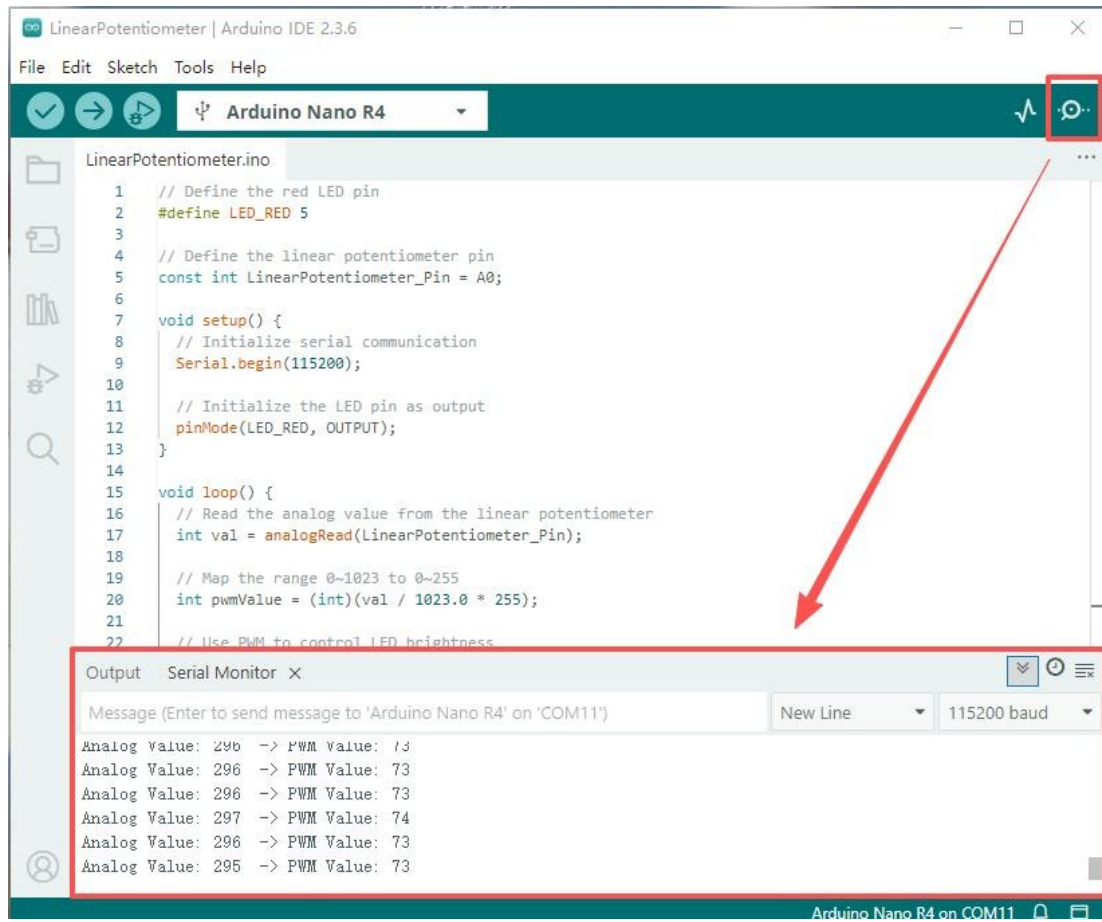 LinearPotentiometer | Arduino IDE 2.3.6
File Edit Sketch Tools Help
Arduino Nano R4
LinearPotentiometer.ino
1 // Define the red LED pin
2 #define LED_RED 5
3
4 // Define the linear potentiometer pin
5 const int LinearPotentiometer_Pin = A0;
6
7 void setup() {
8 // Initialize serial communication
9 Serial.begin(115200);
10
11 // Initialize the LED pin as output
12 pinMode(LED_RED, OUTPUT);
13 }
14
15 void loop() {
16 // Read the analog value from the linear potentiometer
17 int val = analogRead(LinearPotentiometer_Pin);
18
19 // Map the range 0~1023 to 0~255
20 int pwmValue = (int)(val / 1023.0 * 255);
21
22 // Use PWM to control LED brightness
Output Serial Monitor
Message (Enter to send message to 'Arduino Nano R4' on 'COM11') New Line 115200 baud
Analog Value: 296 -> PWM Value: 73
Analog Value: 296 -> PWM Value: 73
Analog Value: 296 -> PWM Value: 73
Analog Value: 297 -> PWM Value: 74
Analog Value: 296 -> PWM Value: 73
Analog Value: 295 -> PWM Value: 73
Arduino Nano R4 on COM11